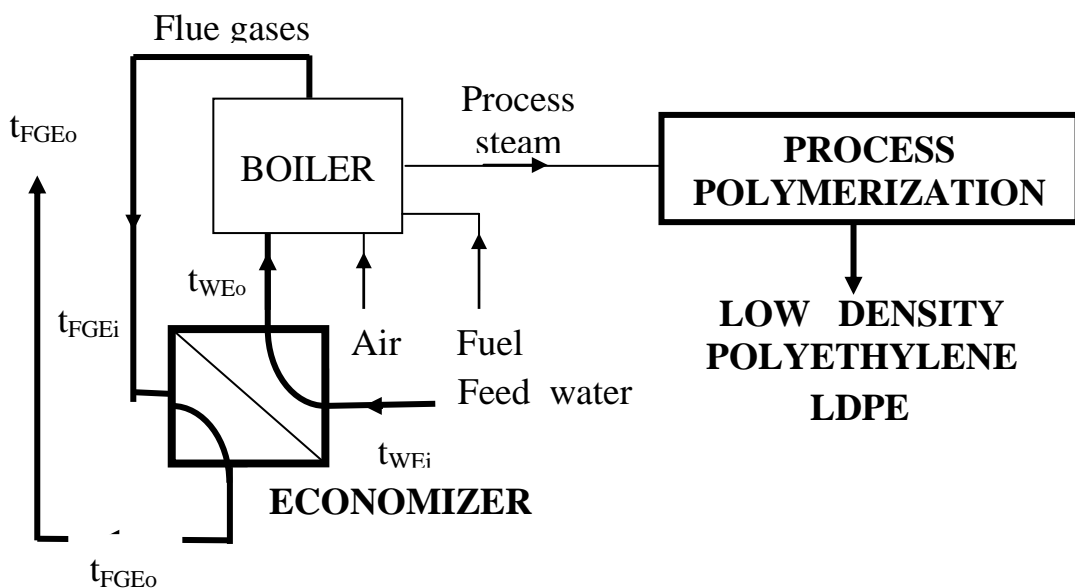 Flue gases
t_FGEo
BOILER
Process
steam
PROCESS
POLYMERIZATION
t_WEo
t_FGEi
Air
Fuel
Feed water
LOW DENSITY
POLYETHYLENE
LDPE
t_WEi
ECONOMIZER
t_FGEo